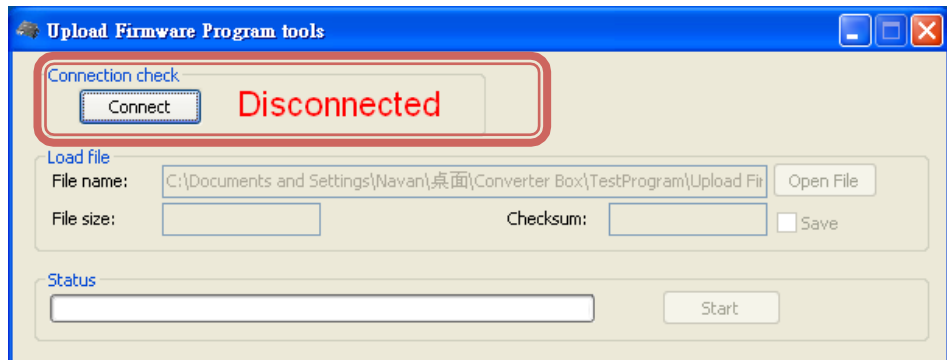 Upload Firmware Program tools
Connection check
Connect Disconnected
Load file
File name: C:\Documents and Settings\Navan\桌面\Converter Box\TestProgram\Upload Fir Open File
File size: Checksum: Save
Status
Start